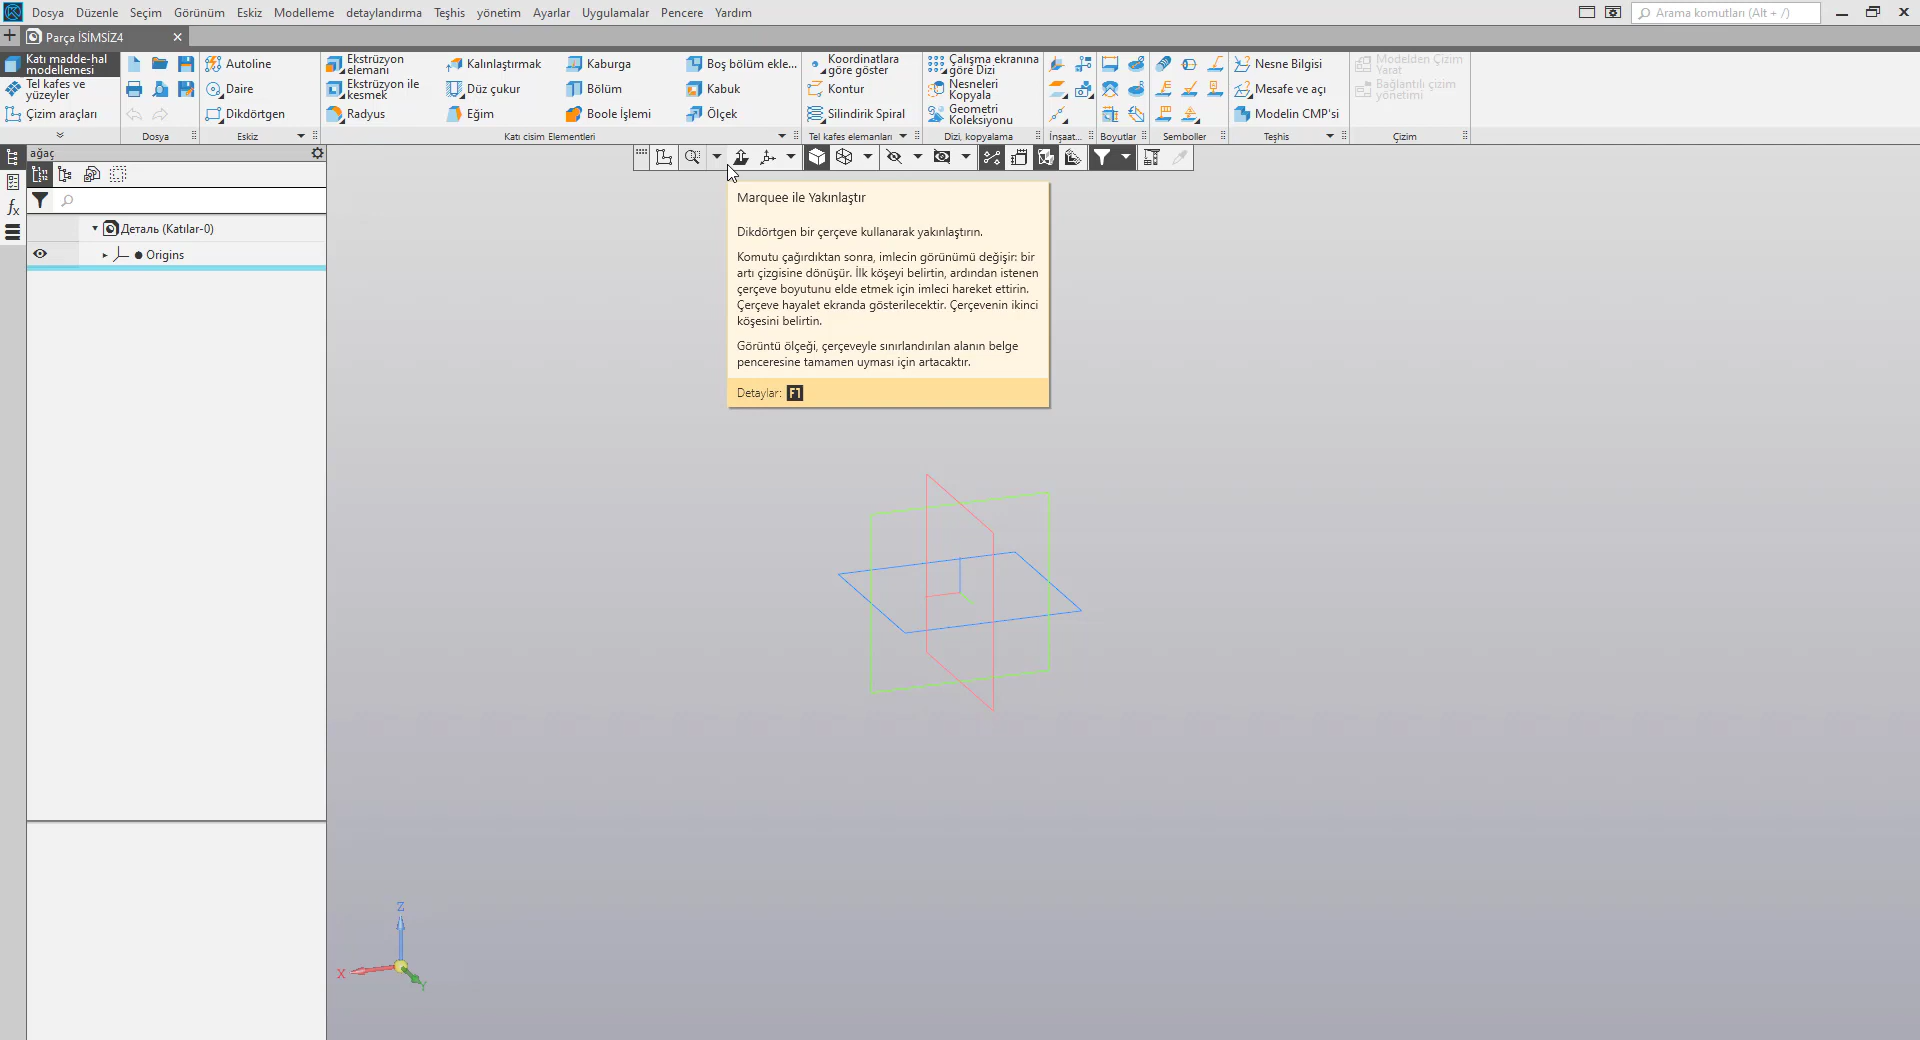 Dosya Düzenle Seçim Görünüm Eskiz Modelleme detaylandırma Teşhis yönetim Ayarlar Uygulamalar Pencere Yardım
Arama komutları (Alt + /)
Parça İSİMSİZ4
Katı madde-hal
modellemesi
Tel kafes ve
yüzeyler
Çizim araçları
Dosya
Autoline
Daire
Dikdörtgen
Eskiz
Ekstrüzyon
elemanı
Ekstrüzyon ile
kesmek
Radyus
Kalınlaştırmak
Düz çukur
Eğim
Kaburga
Bölüm
Boole İşlemi
Boş bölüm ekle...
Kabuk
Ölçek
Katı cisim Elementleri
Koordinatlara
göre göster
Kontur
Silindirik Spiral
Tel kafes elemanları
Çalışma ekranına
göre Dizi
Nesneleri
Kopyala
Geometri
Koleksiyonu
Dizi, kopyalama
İnşaat...
Boyutlar
Semboller
Nesne Bilgisi
Mesafe ve açı
Modelin CMP'si
Teşhis
Modelden Çizim
Yarat
Bağlantılı çizim
yönetimi
Çizim
ağaç
fx
Деталь (Katılar-0)
Origins
Marquee ile Yakınlaştır
Dikdörtgen bir çerçeve kullanarak yakınlaştırın.
Komutu çağırdıktan sonra, imlecin görünümü değişir: bir
artı çizgisine dönüşür. İlk köşeyi belirtin, ardından istenen
çerçeve boyutunu elde etmek için imleci hareket ettirin.
Çerçeve hayalet ekranda gösterilecektir. Çerçevenin ikinci
köşesini belirtin.
Görüntü ölçeği, çerçeveyle sınırlandırılan alanın belge
penceresine tamamen uyması için artacaktır.
Detaylar: F1
Z
X
Y